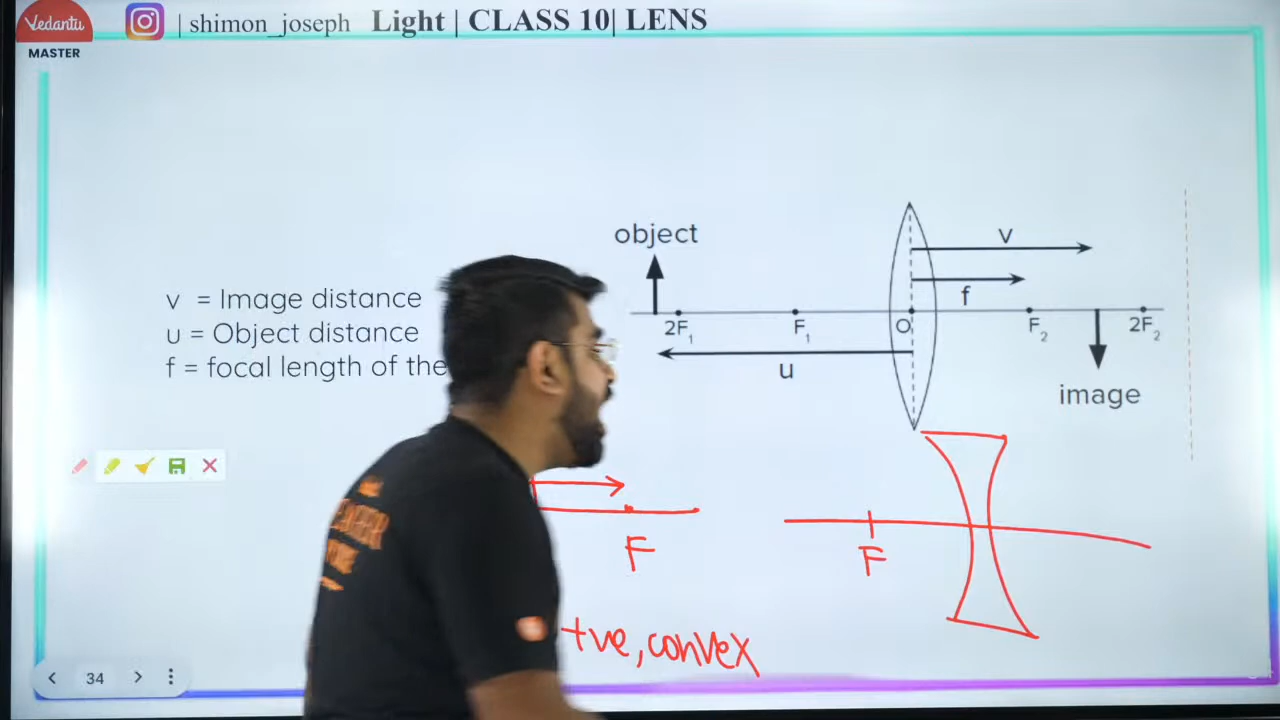 Vedantu
MASTER
| shimon_joseph Light | CLASS 10| LENS
object
v
f
v = Image distance
u = Object distance
f = focal length of the
2F1
F1
O
F2
2F2
u
image
F
F
+ve, convex
34